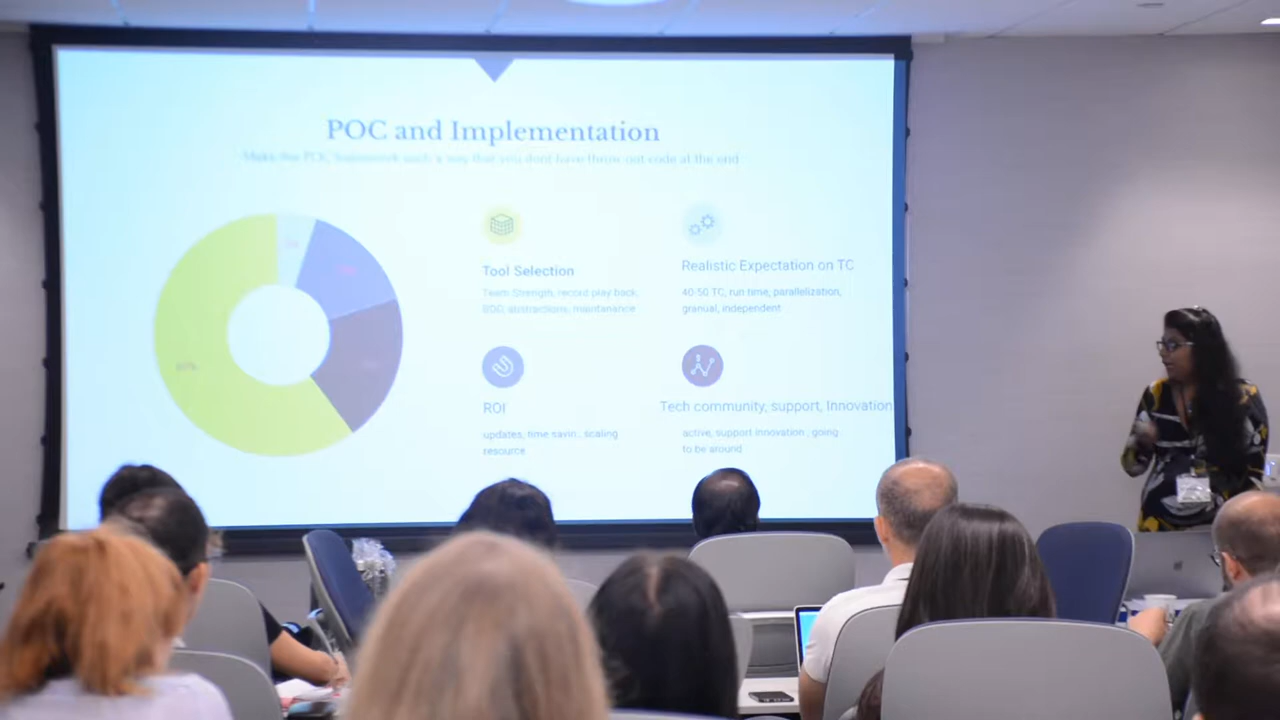 POC and Implementation
Make the POC framework such a way that you dont have throw out code at the end
60%
Tool Selection
Team Strength, record play back,
BDD, abstractions, maintanance
Realistic Expectation on TC
40-50 TC, run time, parallelization,
granual, independent
ROI
updates, time savin.. scaling
resource
Tech community, support, Innovation
active, support innovation.. going
to be around